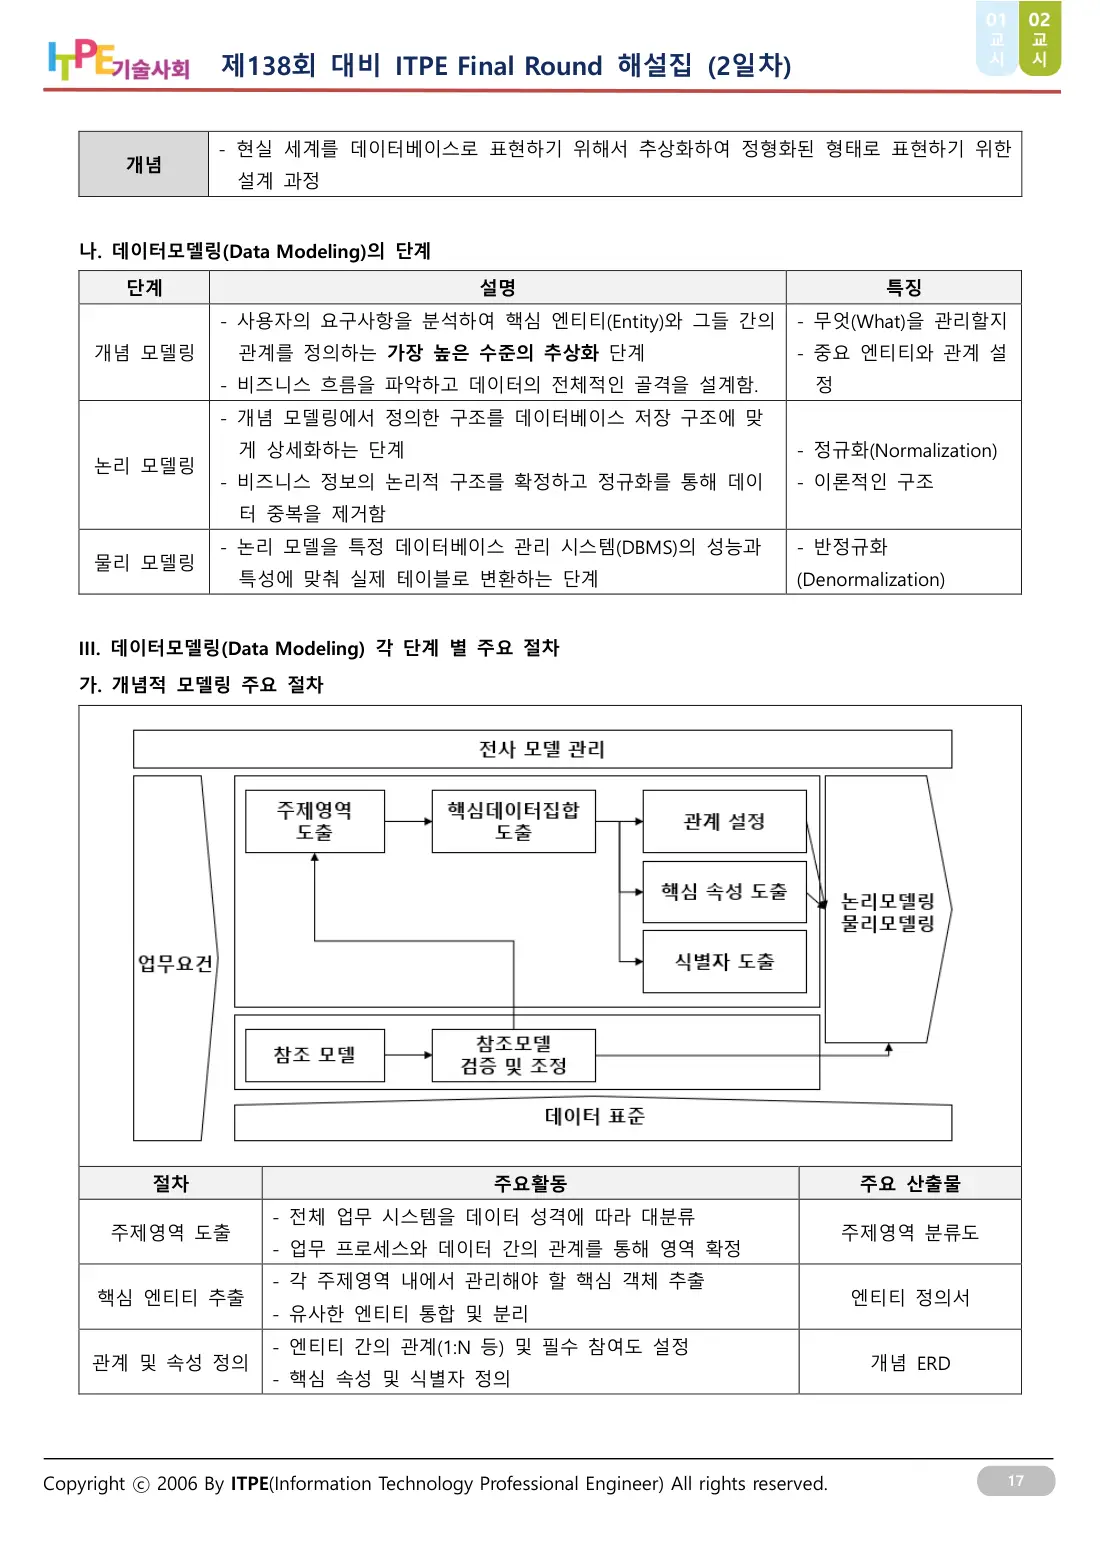 01
교
시
02
교
시
ITPE기술사회
제138회 대비 ITPE Final Round 해설집 (2일차)
개념
- 현실 세계를 데이터베이스로 표현하기 위해서 추상화하여 정형화된 형태로 표현하기 위한
설계 과정
나. 데이터모델링(Data Modeling)의 단계
단계
설명
특징
개념 모델링
- 사용자의 요구사항을 분석하여 핵심 엔티티(Entity)와 그들 간의
관계를 정의하는 가장 높은 수준의 추상화 단계
- 비즈니스 흐름을 파악하고 데이터의 전체적인 골격을 설계함.
- 무엇(What)을 관리할지
- 중요 엔티티와 관계 설
정
논리 모델링
- 개념 모델링에서 정의한 구조를 데이터베이스 저장 구조에 맞
게 상세화하는 단계
- 비즈니스 정보의 논리적 구조를 확정하고 정규화를 통해 데이
터 중복을 제거함
- 정규화(Normalization)
- 이론적인 구조
물리 모델링
- 논리 모델을 특정 데이터베이스 관리 시스템(DBMS)의 성능과
특성에 맞춰 실제 테이블로 변환하는 단계
- 반정규화
(Denormalization)
III. 데이터모델링(Data Modeling) 각 단계 별 주요 절차
가. 개념적 모델링 주요 절차
전사 모델 관리
업무요건
주제영역
도출
핵심데이터집합
도출
관계 설정
핵심 속성 도출
식별자 도출
논리모델링
물리모델링
참조 모델
참조모델
검증 및 조정
데이터 표준
절차
주요활동
주요 산출물
주제영역 도출
- 전체 업무 시스템을 데이터 성격에 따라 대분류
- 업무 프로세스와 데이터 간의 관계를 통해 영역 확정
주제영역 분류도
핵심 엔티티 추출
- 각 주제영역 내에서 관리해야 할 핵심 객체 추출
- 유사한 엔티티 통합 및 분리
엔티티 정의서
관계 및 속성 정의
- 엔티티 간의 관계(1:N 등) 및 필수 참여도 설정
- 핵심 속성 및 식별자 정의
개념 ERD
Copyright ⓒ 2006 By ITPE(Information Technology Professional Engineer) All rights reserved.
17